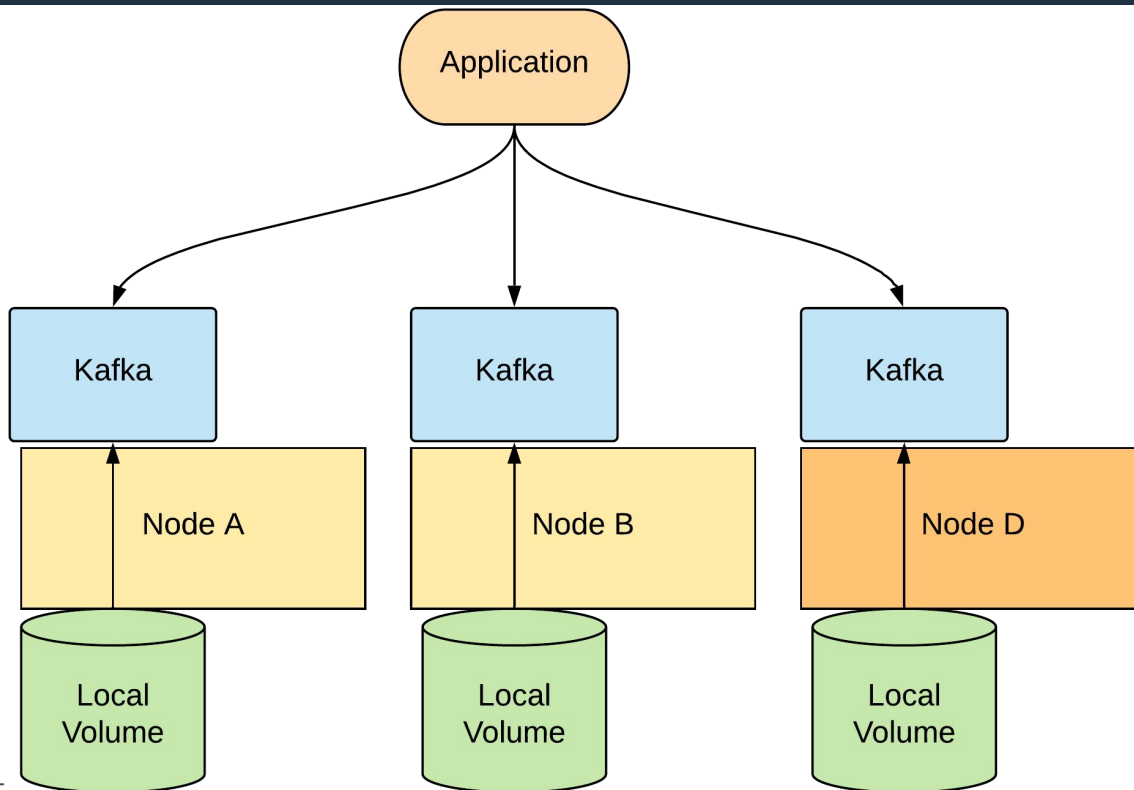 Application
Kafka
Kafka
Kafka
Node A
Node B
Node D
Local
Volume
Local
Volume
Local
Volume